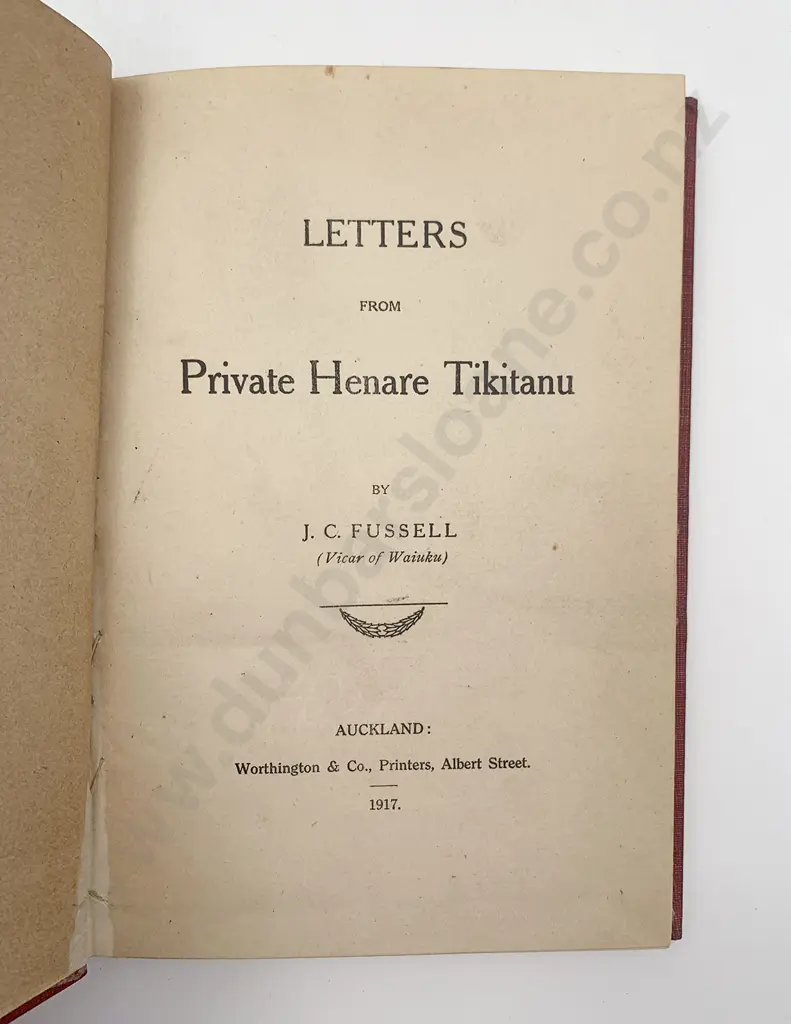 LETTERS
FROM
Private Henare Tikitanu
BY
J. C. FUSSELL
(Vicar of Waiuku)
AUCKLAND:
Worthington & Co., Printers, Albert Street.
1917.
www.dunbarsloane.co.nz